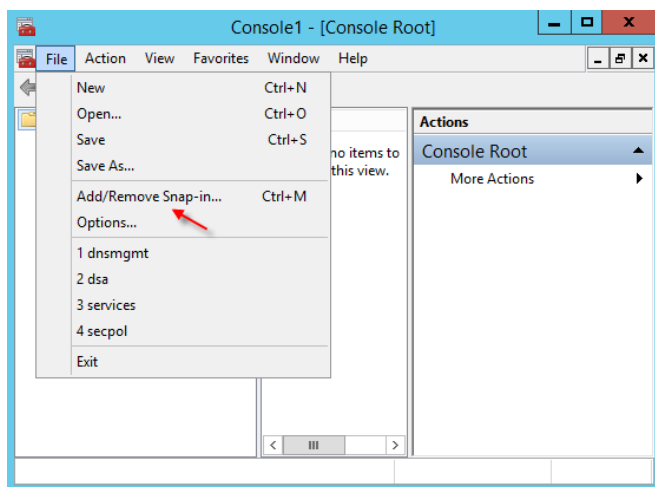 Console1 - [Console Root]
File Action View Favorites Window Help
New Ctrl+N
Open... Ctrl+O
Save Ctrl+S
Save As...
Add/Remove Snap-in... Ctrl+M
Options...
1 dnsmgmt
2 dsa
3 services
4 secpol
Exit
no items to
this view.
Actions
Console Root
More Actions